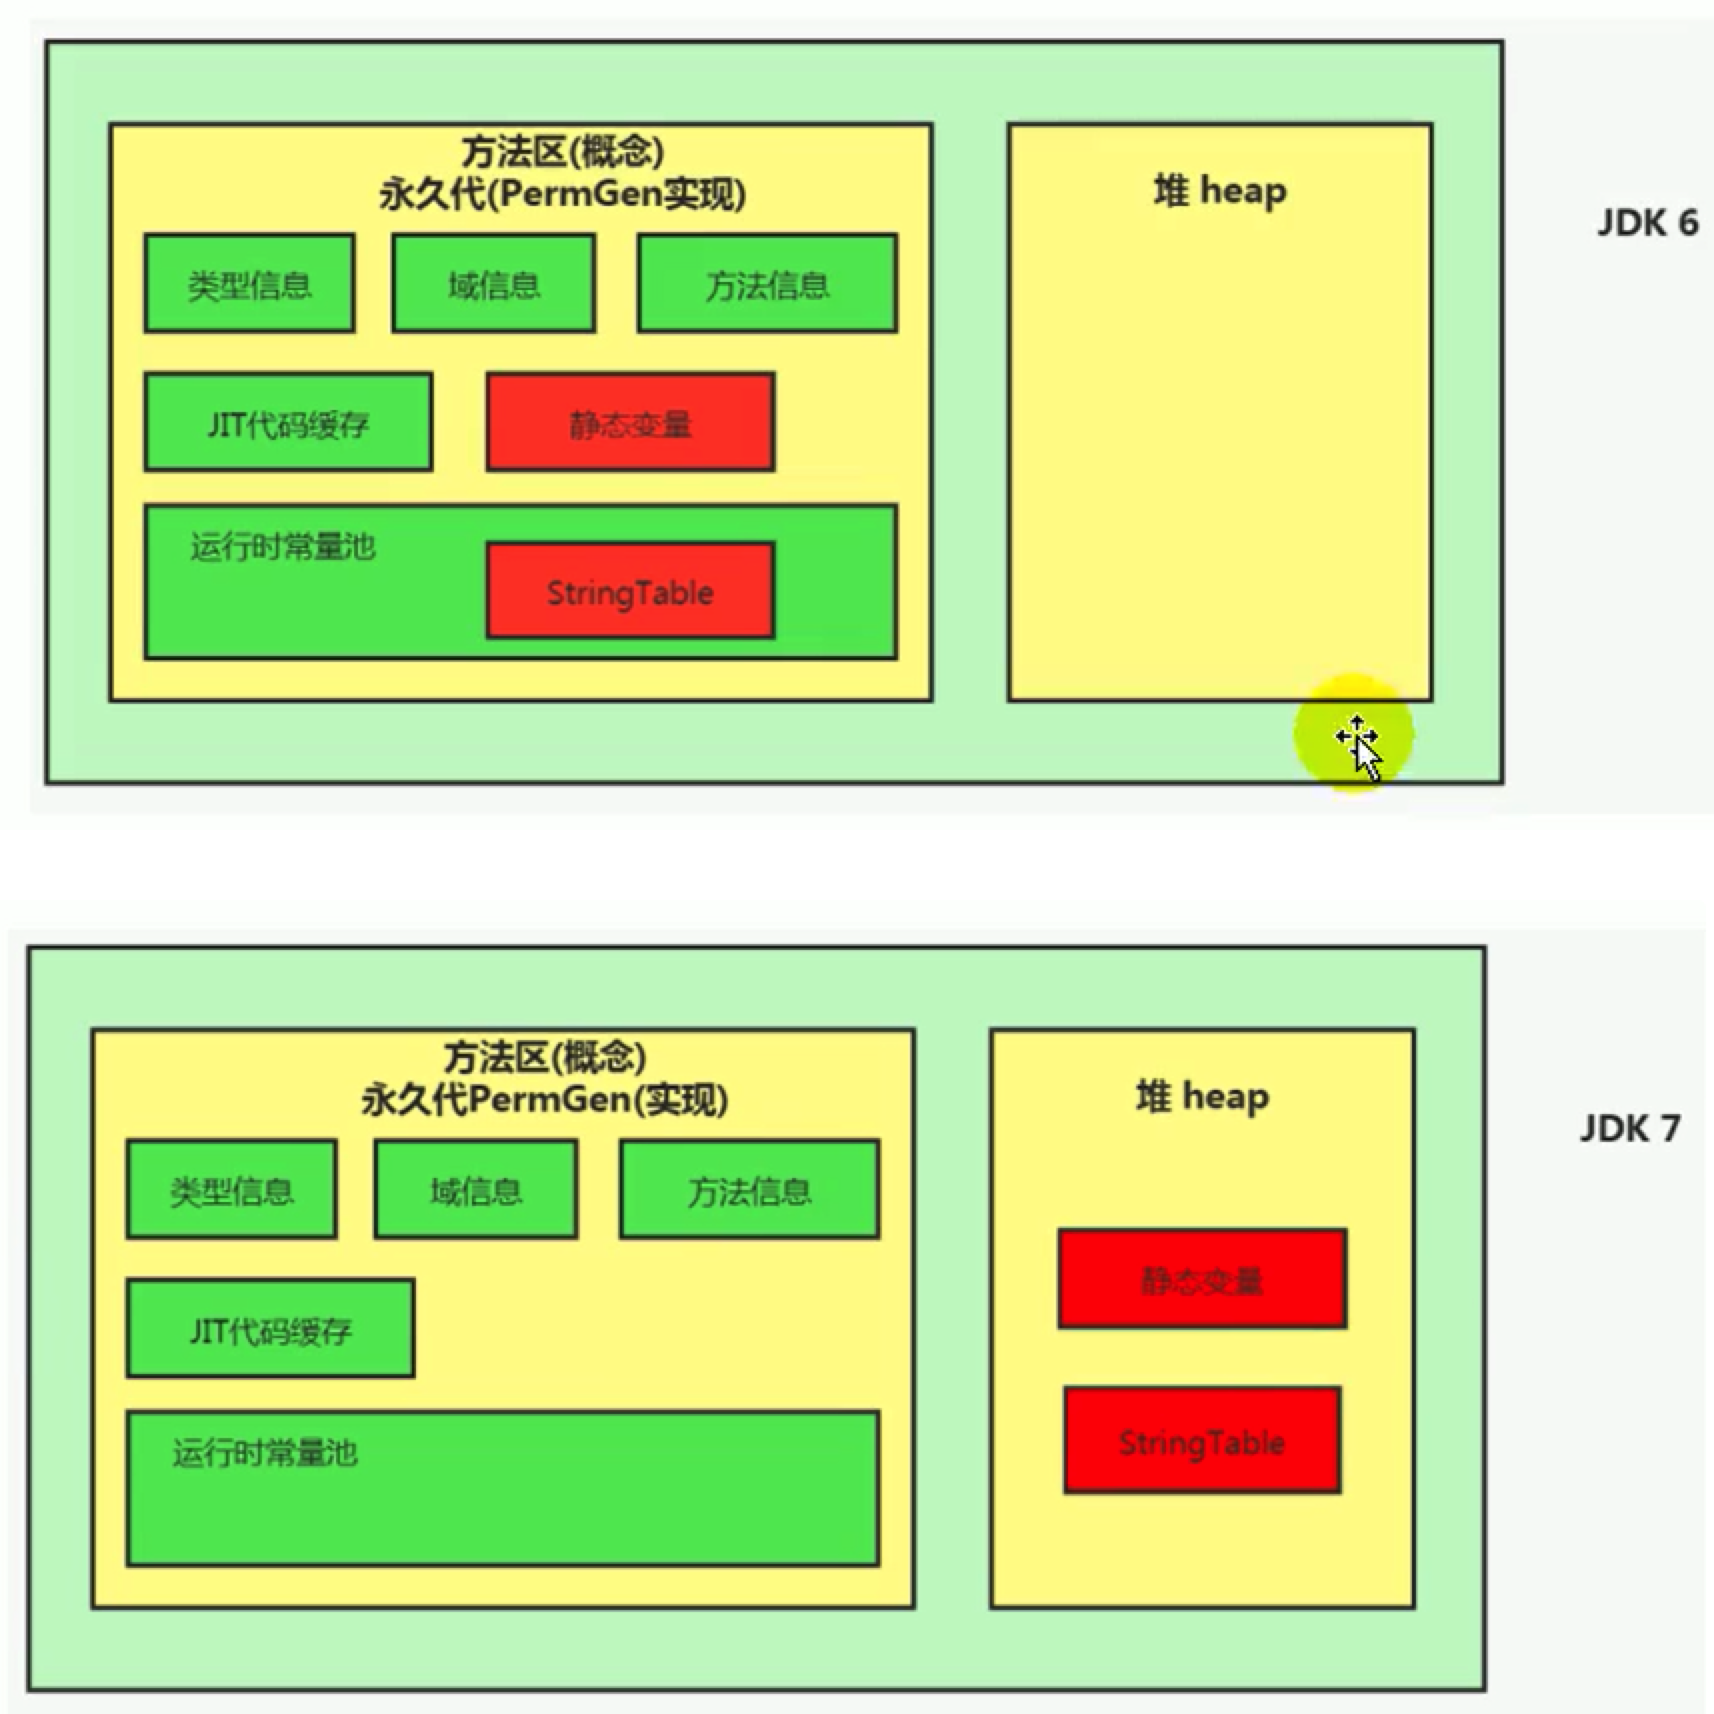 方法区(概念)
永久代(PermGen实现)
堆 heap
JDK 6
类型信息
域信息
方法信息
JIT代码缓存
静态变量
运行时常量池
StringTable
方法区(概念)
永久代PermGen(实现)
堆 heap
JDK 7
类型信息
域信息
方法信息
JIT代码缓存
静态变量
运行时常量池
StringTable